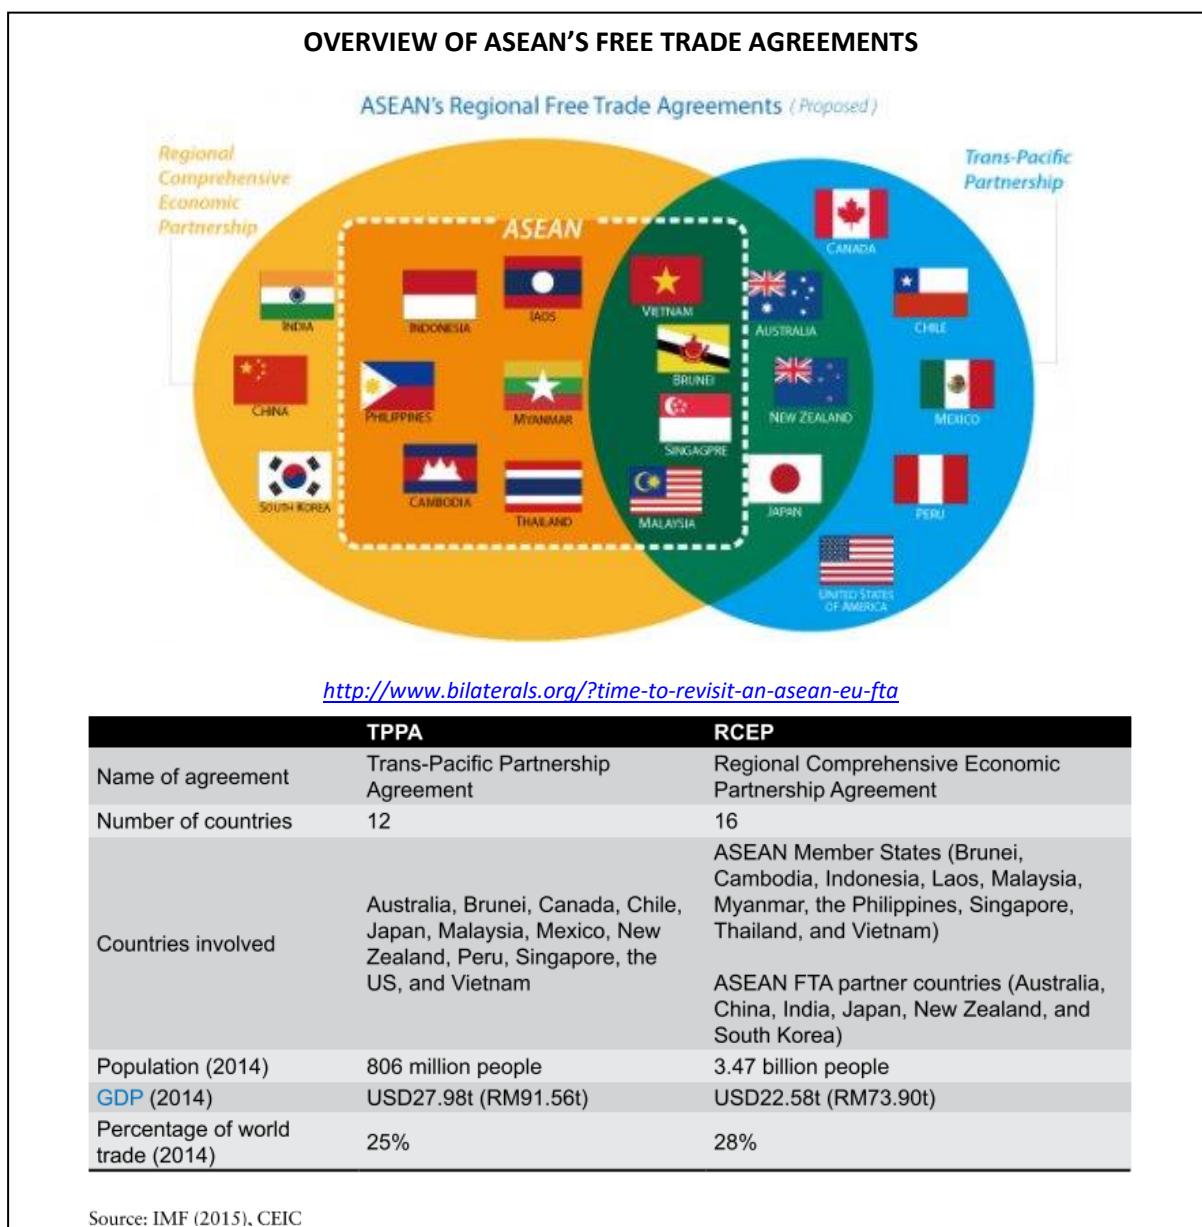 OVERVIEW OF ASEAN'S FREE TRADE AGREEMENTS
ASEAN's Regional Free Trade Agreements (Proposed)
Regional
Comprehensive
Economic
Partnership
Trans-Pacific
Partnership
ASEAN
CANADA
INDIA
INDONESIA
lAOS
VIETNAM
AUSTRALIA
CHILE
CHINA
PHILIPPINES
MYANMAR
BRUNEI
NEW ZEALAND
MEXICO
SINGAGPRE
SOUTH KOREA
CAMBODIA
THAILAND
MALAYSIA
JAPAN
PERU
UNITED STATES
OF AMERICA
http://www.bilaterals.org/?time-to-revisit-an-asean-eu-fta
TPPA RCEP
Name of agreement Trans-Pacific Partnership Agreement Regional Comprehensive Economic Partnership Agreement
Number of countries 12 16
Countries involved
Australia, Brunei, Canada, Chile,
Japan, Malaysia, Mexico, New
Zealand, Peru, Singapore, the
US, and Vietnam
ASEAN Member States (Brunei,
Cambodia, Indonesia, Laos, Malaysia,
Myanmar, the Philippines, Singapore,
Thailand, and Vietnam)
ASEAN FTA partner countries (Australia,
China, India, Japan, New Zealand, and
South Korea)
Population (2014) 806 million people 3.47 billion people
GDP (2014) USD27.98t (RM91.56t) USD22.58t (RM73.90t)
Percentage of world
trade (2014) 25% 28%
Source: IMF (2015), CEIC